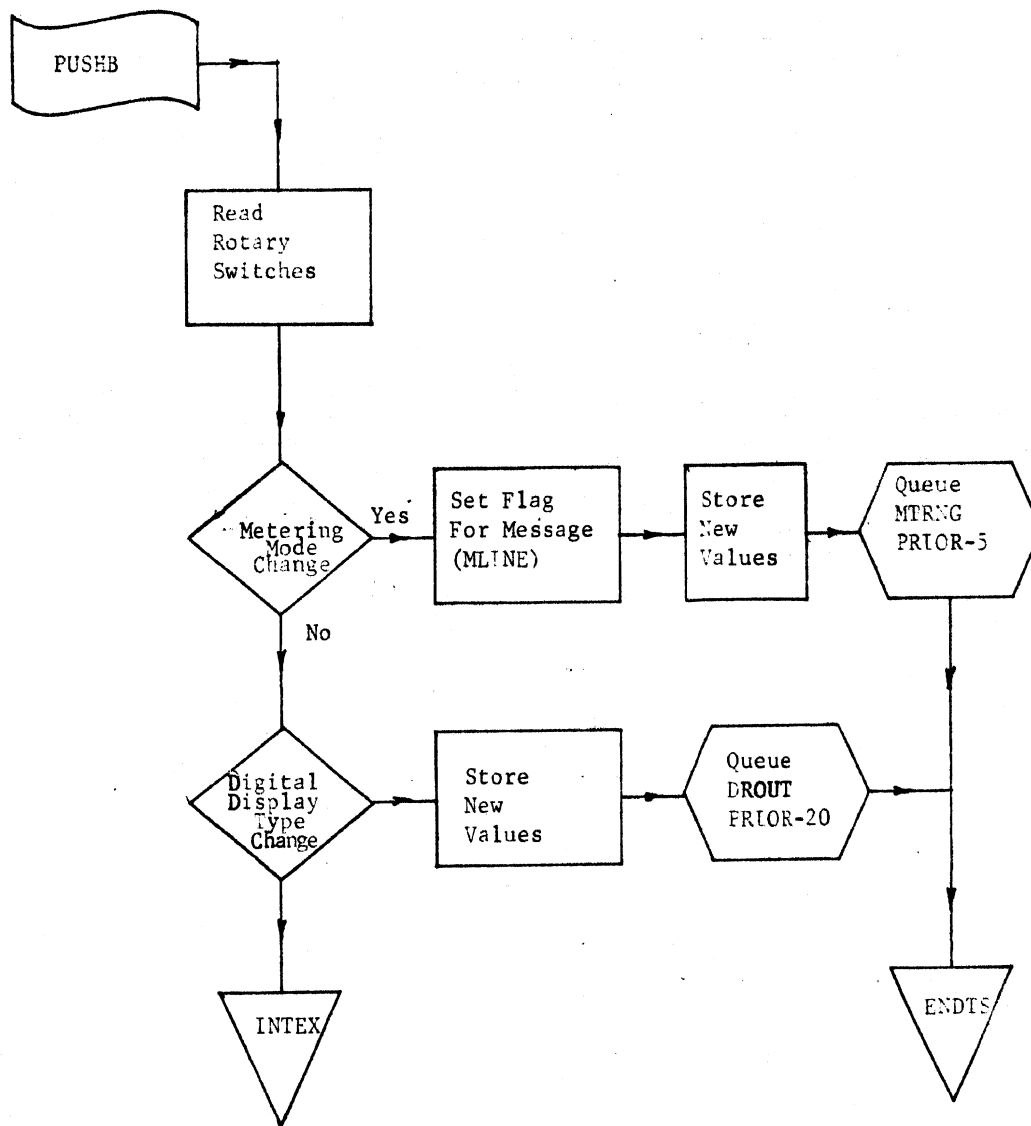 PUSHB
Read
Rotary
Switches
Metering
Mode
Change
Yes
Set Flag
For Message
(MLINE)
Store
New
Values
Queue
MTRNG
PRIOR-5
No
Digital
Display
Type
Change
Store
New
Values
Queue
DROUT
PRIOR-20
INTEX
ENDTS